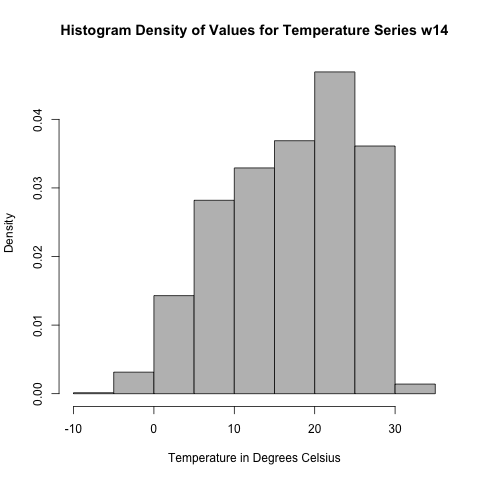 Histogram Density of Values for Temperature Series w14
Density
0.04
0.03
0.02
0.01
0.00
-10 0 10 20 30
Temperature in Degrees Celsius